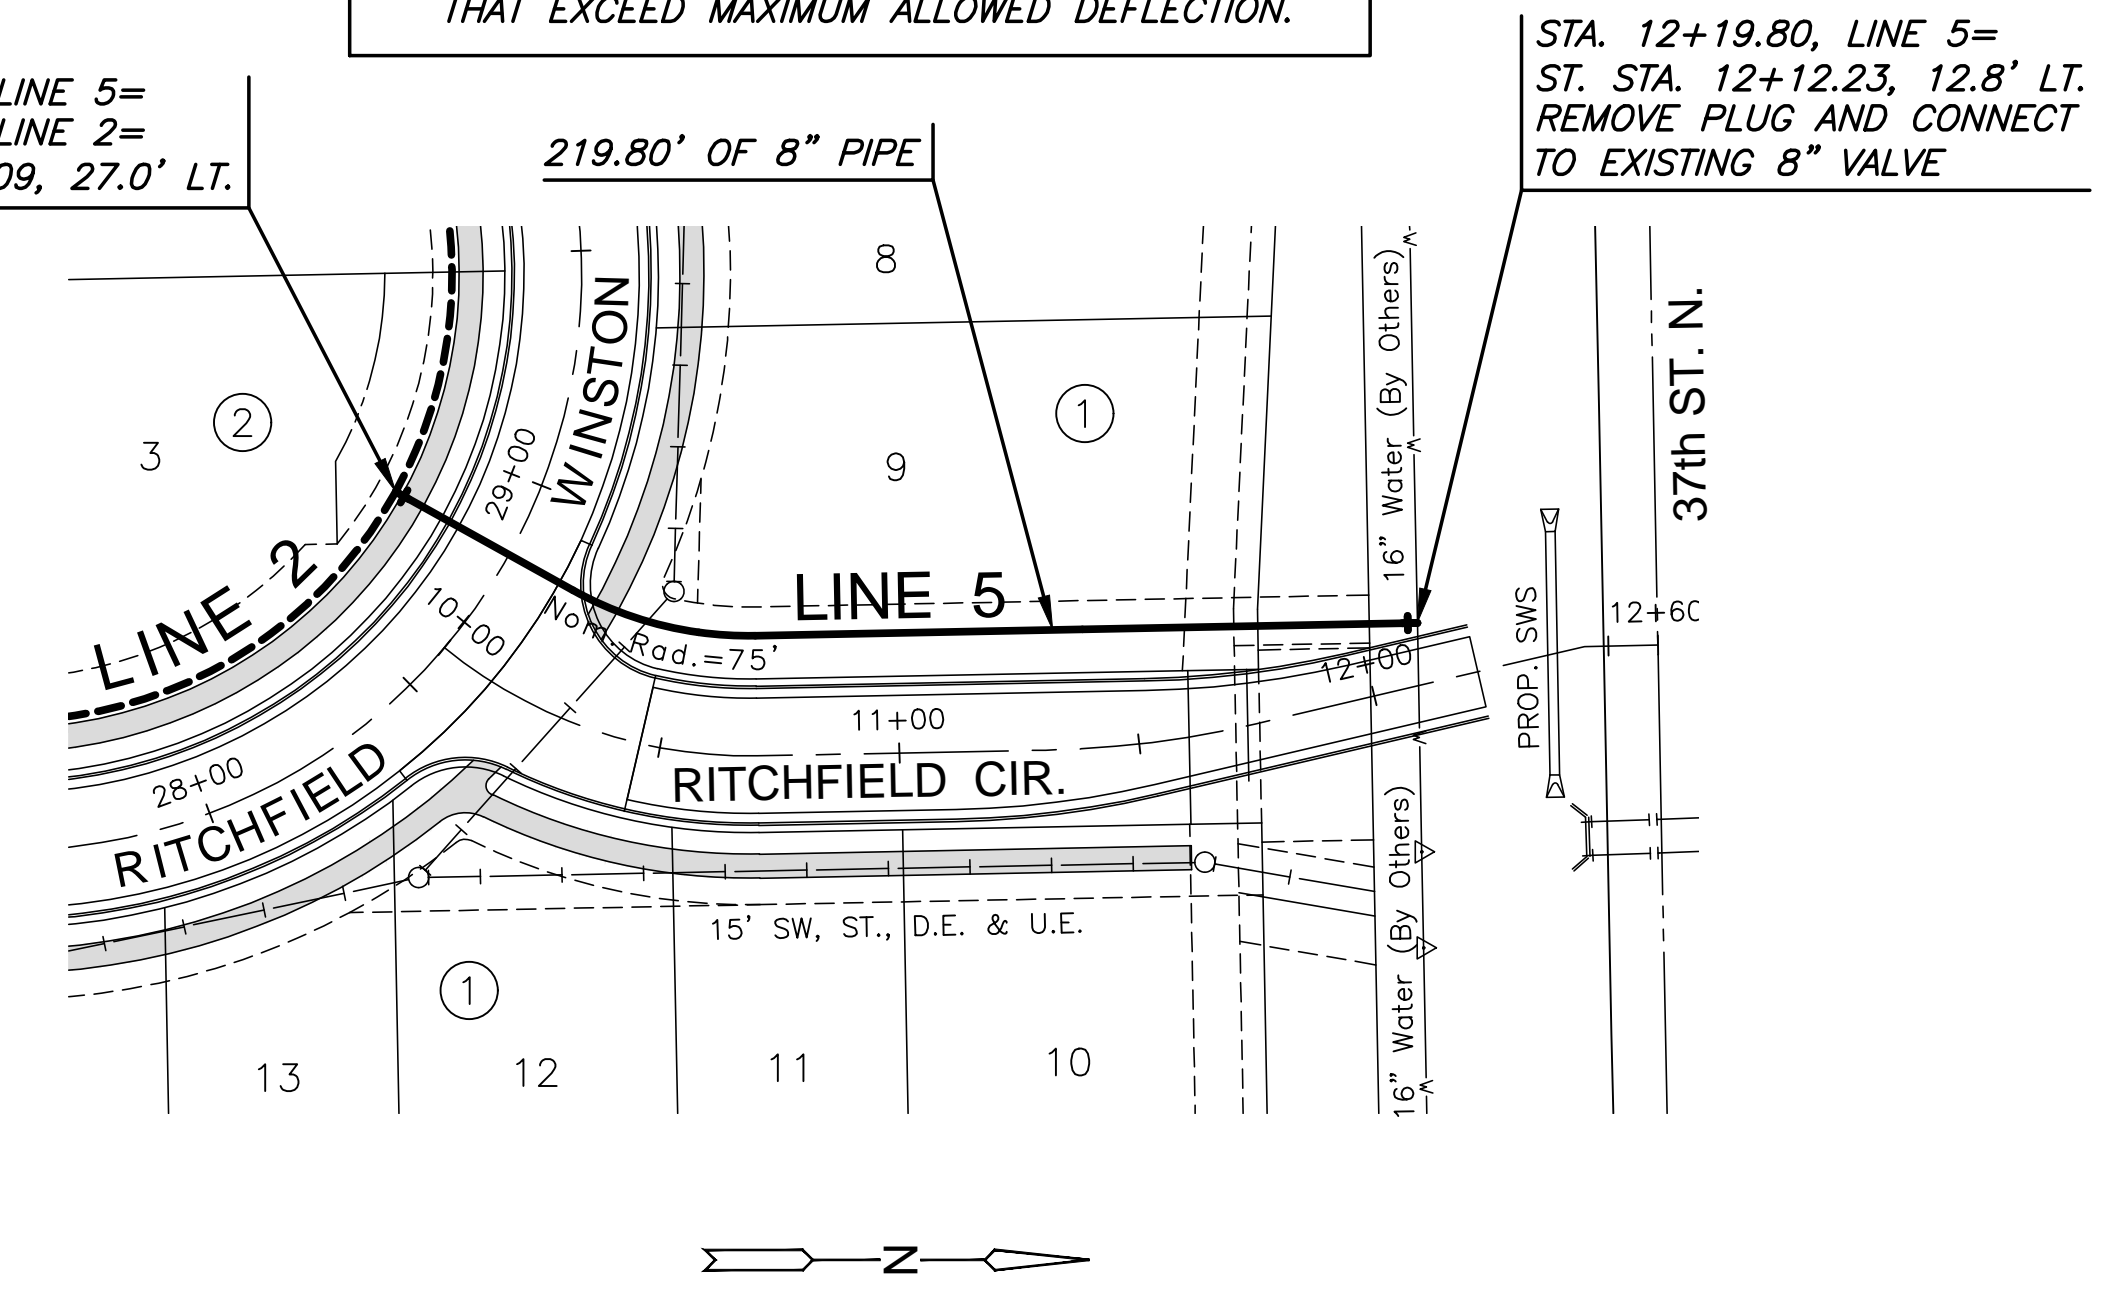 THAT EXCEED MAXIMUM ALLOWED DEFLECTION.
LINE 5=
LINE 2=
09, 27.0' LT.
219.80' OF 8" PIPE
STA. 12+19.80, LINE 5=
ST. STA. 12+12.23, 12.8' LT.
REMOVE PLUG AND CONNECT
TO EXISTING 8" VALVE
8
WINSTON
16" Water (By Others)
37th ST. N.
3
2
29+00
9
1
LINE 2
10+00
Nom. Rad.=75'
LINE 5
12+00
PROP. SWS
12+60
28+00
RITCHFIELD
11+00
RITCHFIELD CIR.
16" Water (By Others)
15' SW, ST., D.E. & U.E.
1
13
12
11
10
W
W
W
W
N